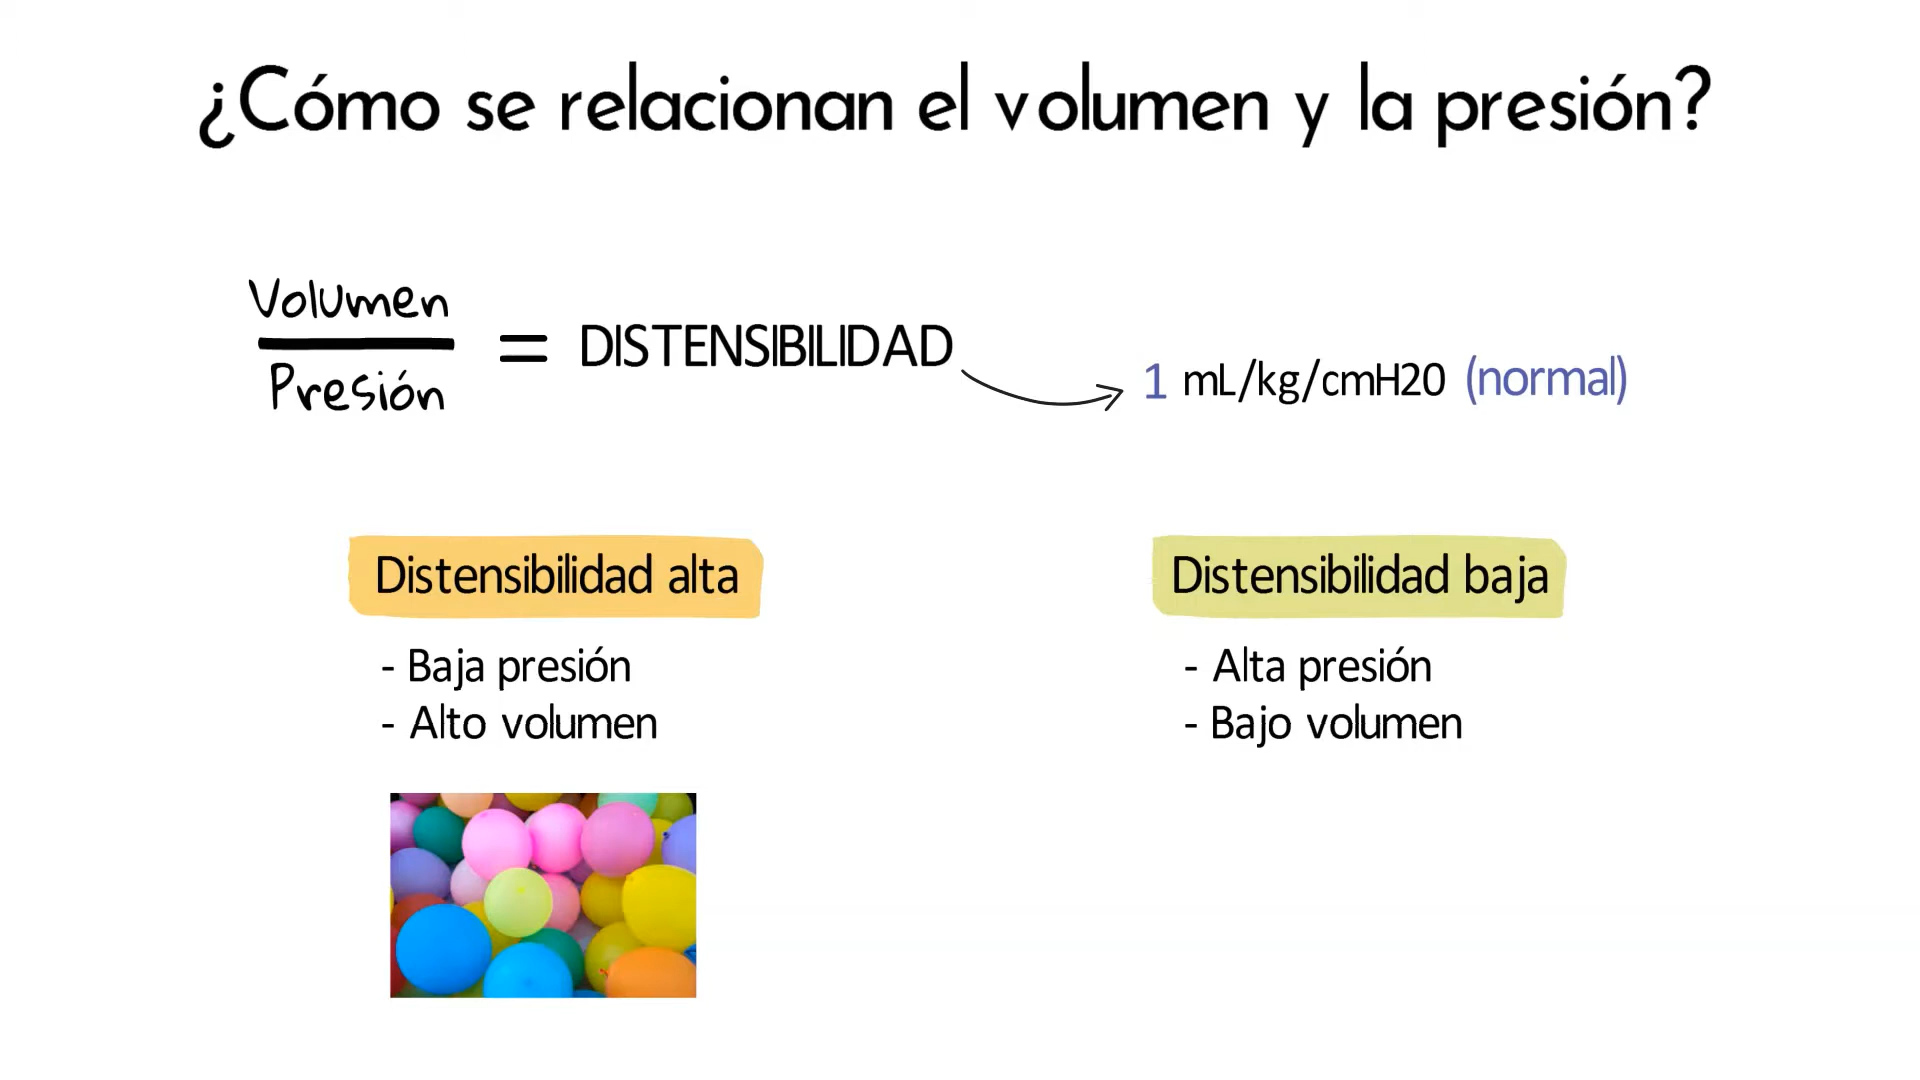 ¿Cómo se relacionan el volumen y la presión?
Volumen
Presión
= DISTENSIBILIDAD
1 mL/kg/cmH20 (normal)
Distensibilidad alta
- Baja presión
- Alto volumen
Distensibilidad baja
- Alta presión
- Bajo volumen